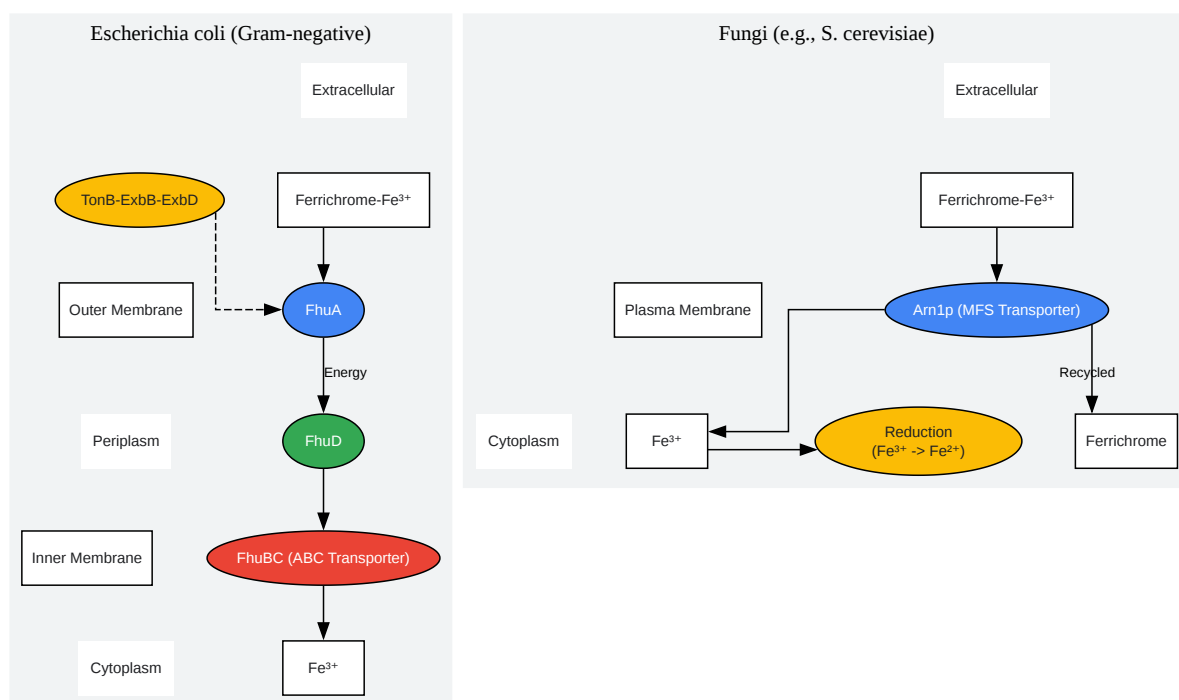 Escherichia coli (Gram-negative)
Extracellular
TonB-ExbB-ExbD
Ferrichrome-Fe³⁺
Outer Membrane
FhuA
Energy
Periplasm
FhuD
Inner Membrane
FhuBC (ABC Transporter)
Cytoplasm
Fe³⁺
Fungi (e.g., S. cerevisiae)
Extracellular
Ferrichrome-Fe³⁺
Plasma Membrane
Arn1p (MFS Transporter)
Recycled
Cytoplasm
Fe³⁺
Reduction
(Fe³⁺ -> Fe²⁺)
Ferrichrome